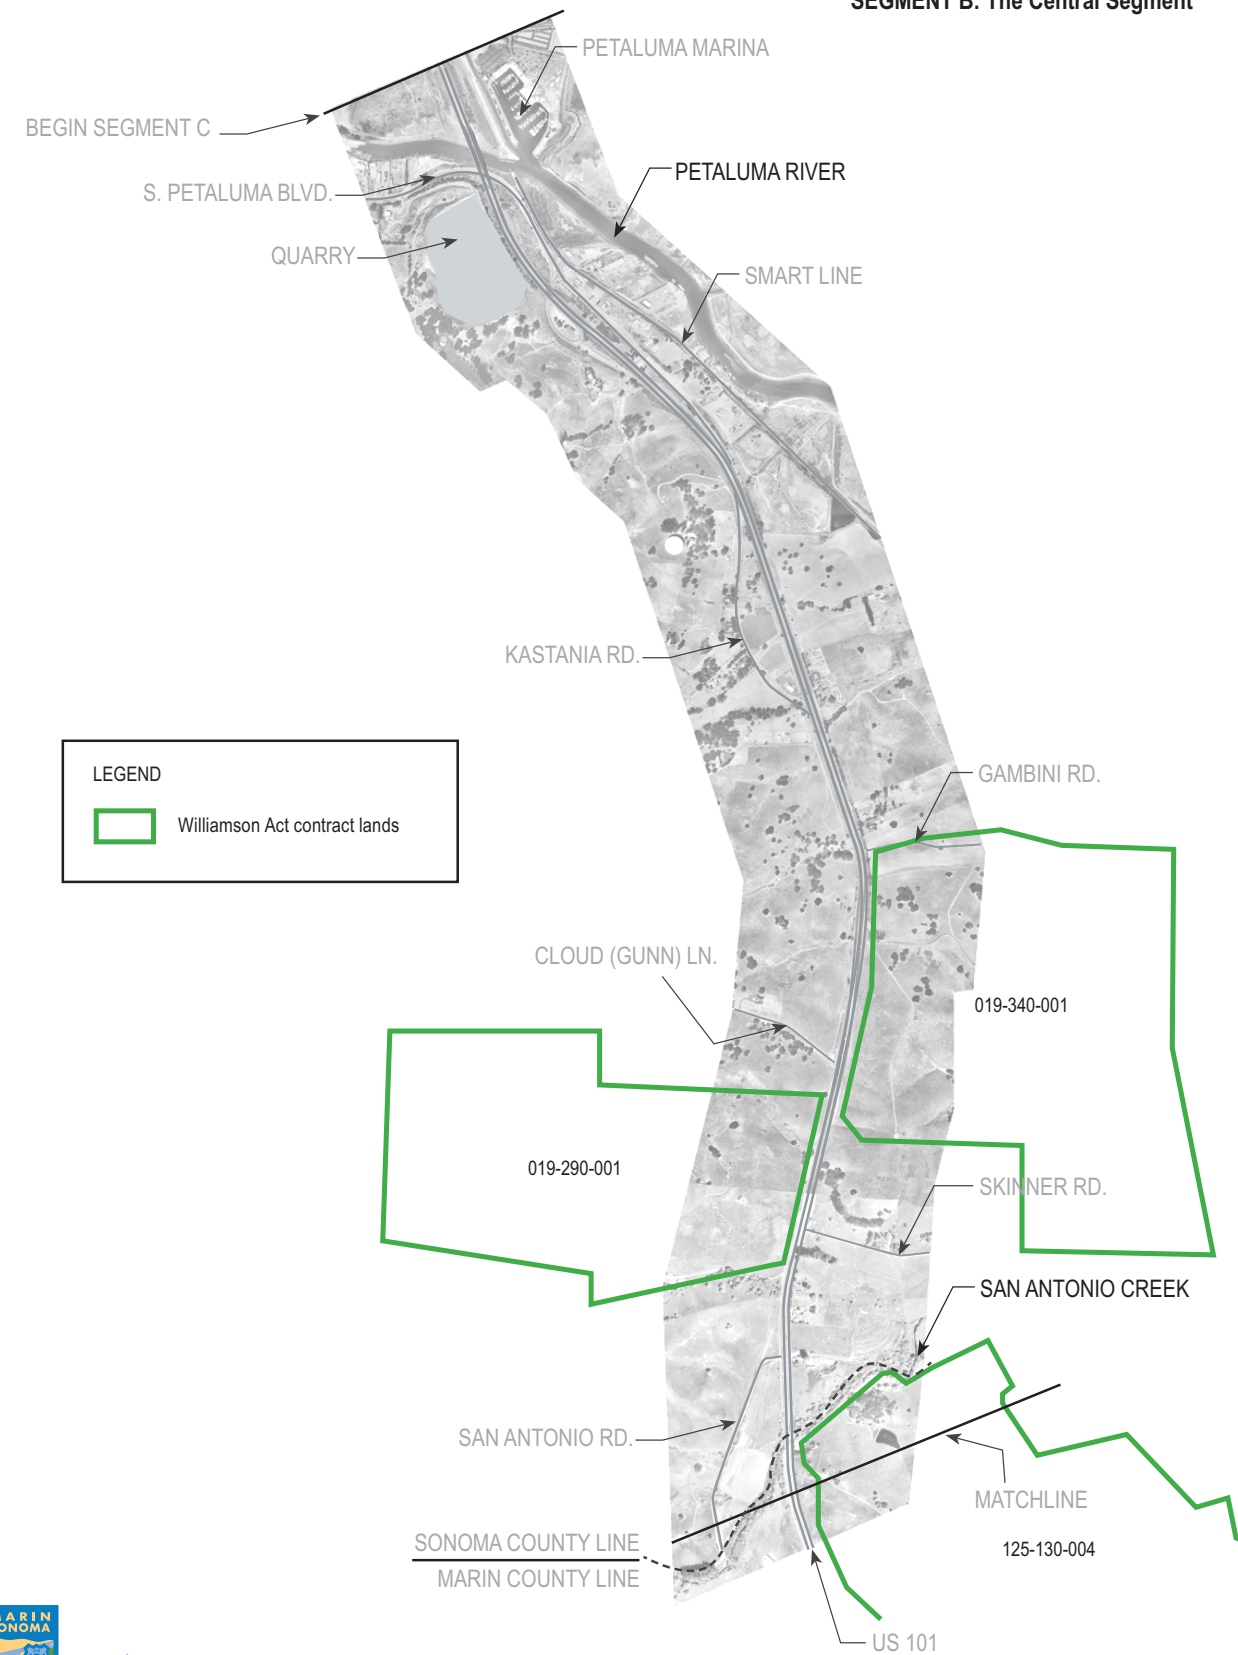 SEGMENT B: The Central Segment
PETALUMA MARINA
BEGIN SEGMENT C
PETALUMA RIVER
S. PETALUMA BLVD.
QUARRY
SMART LINE
KASTANIA RD.
LEGEND
Williamson Act contract lands
GAMBINI RD.
CLOUD (GUNN) LN.
019-340-001
019-290-001
SKINNER RD.
SAN ANTONIO CREEK
SAN ANTONIO RD.
MATCHLINE
SONOMA COUNTY LINE
MARIN COUNTY LINE
125-130-004
US 101
MARIN
SONOMA